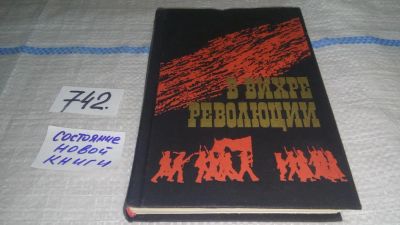 742.
СОСТОЯНИЕ
НОВОЙ
КНИГИ
В ВИХРЕ
РЕВОЛЮЦИИ